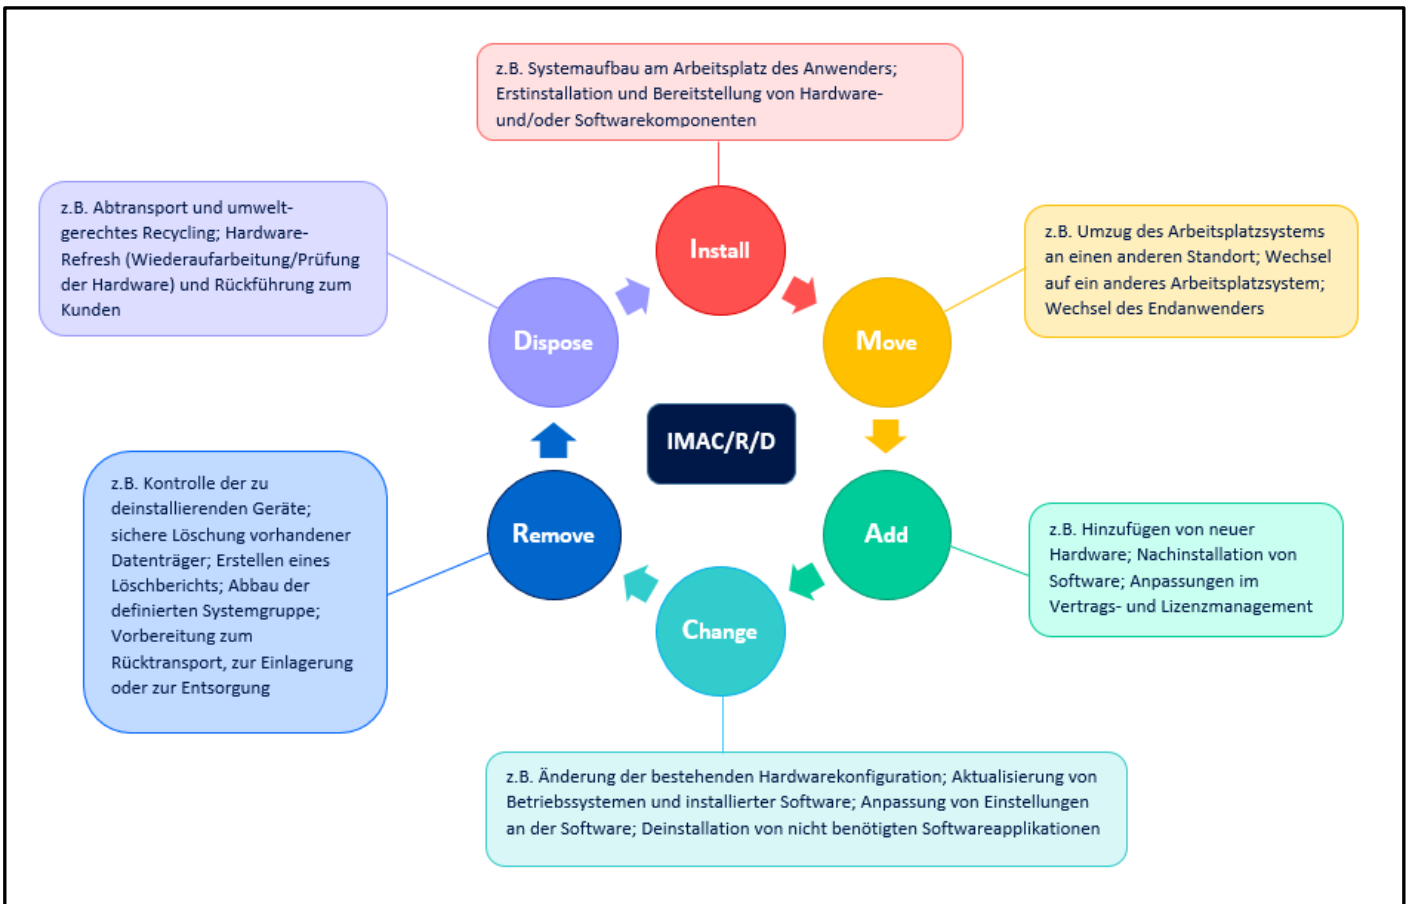 z.B. Systemaufbau am Arbeitsplatz des Anwenders;
Erstinstallation und Bereitstellung von Hardware-
und/oder Softwarekomponenten
Install
z.B. Umzug des Arbeitsplatzsystems
an einen anderen Standort; Wechsel
auf ein anderes Arbeitsplatzsystem;
Wechsel des Endanwenders
Move
z.B. Hinzufügen von neuer
Hardware; Nachinstallation von
Software; Anpassungen im
Vertrags- und Lizenzmanagement
Add
Change
z.B. Änderung der bestehenden Hardwarekonfiguration; Aktualisierung von
Betriebssystemen und installierter Software; Anpassung von Einstellungen
an der Software; Deinstallation von nicht benötigten Softwareapplikationen
Remove
z.B. Kontrolle der zu
deinstallierenden Geräte;
sichere Löschung vorhandener
Datenträger; Erstellen eines
Löschberichts; Abbau der
definierten Systemgruppe;
Vorbereitung zum
Rücktransport, zur Einlagerung
oder zur Entsorgung
Dispose
z.B. Abtransport und umwelt-
gerechtes Recycling; Hardware-
Refresh (Wiederaufarbeitung/Prüfung
der Hardware) und Rückführung zum
Kunden
IMAC/R/D